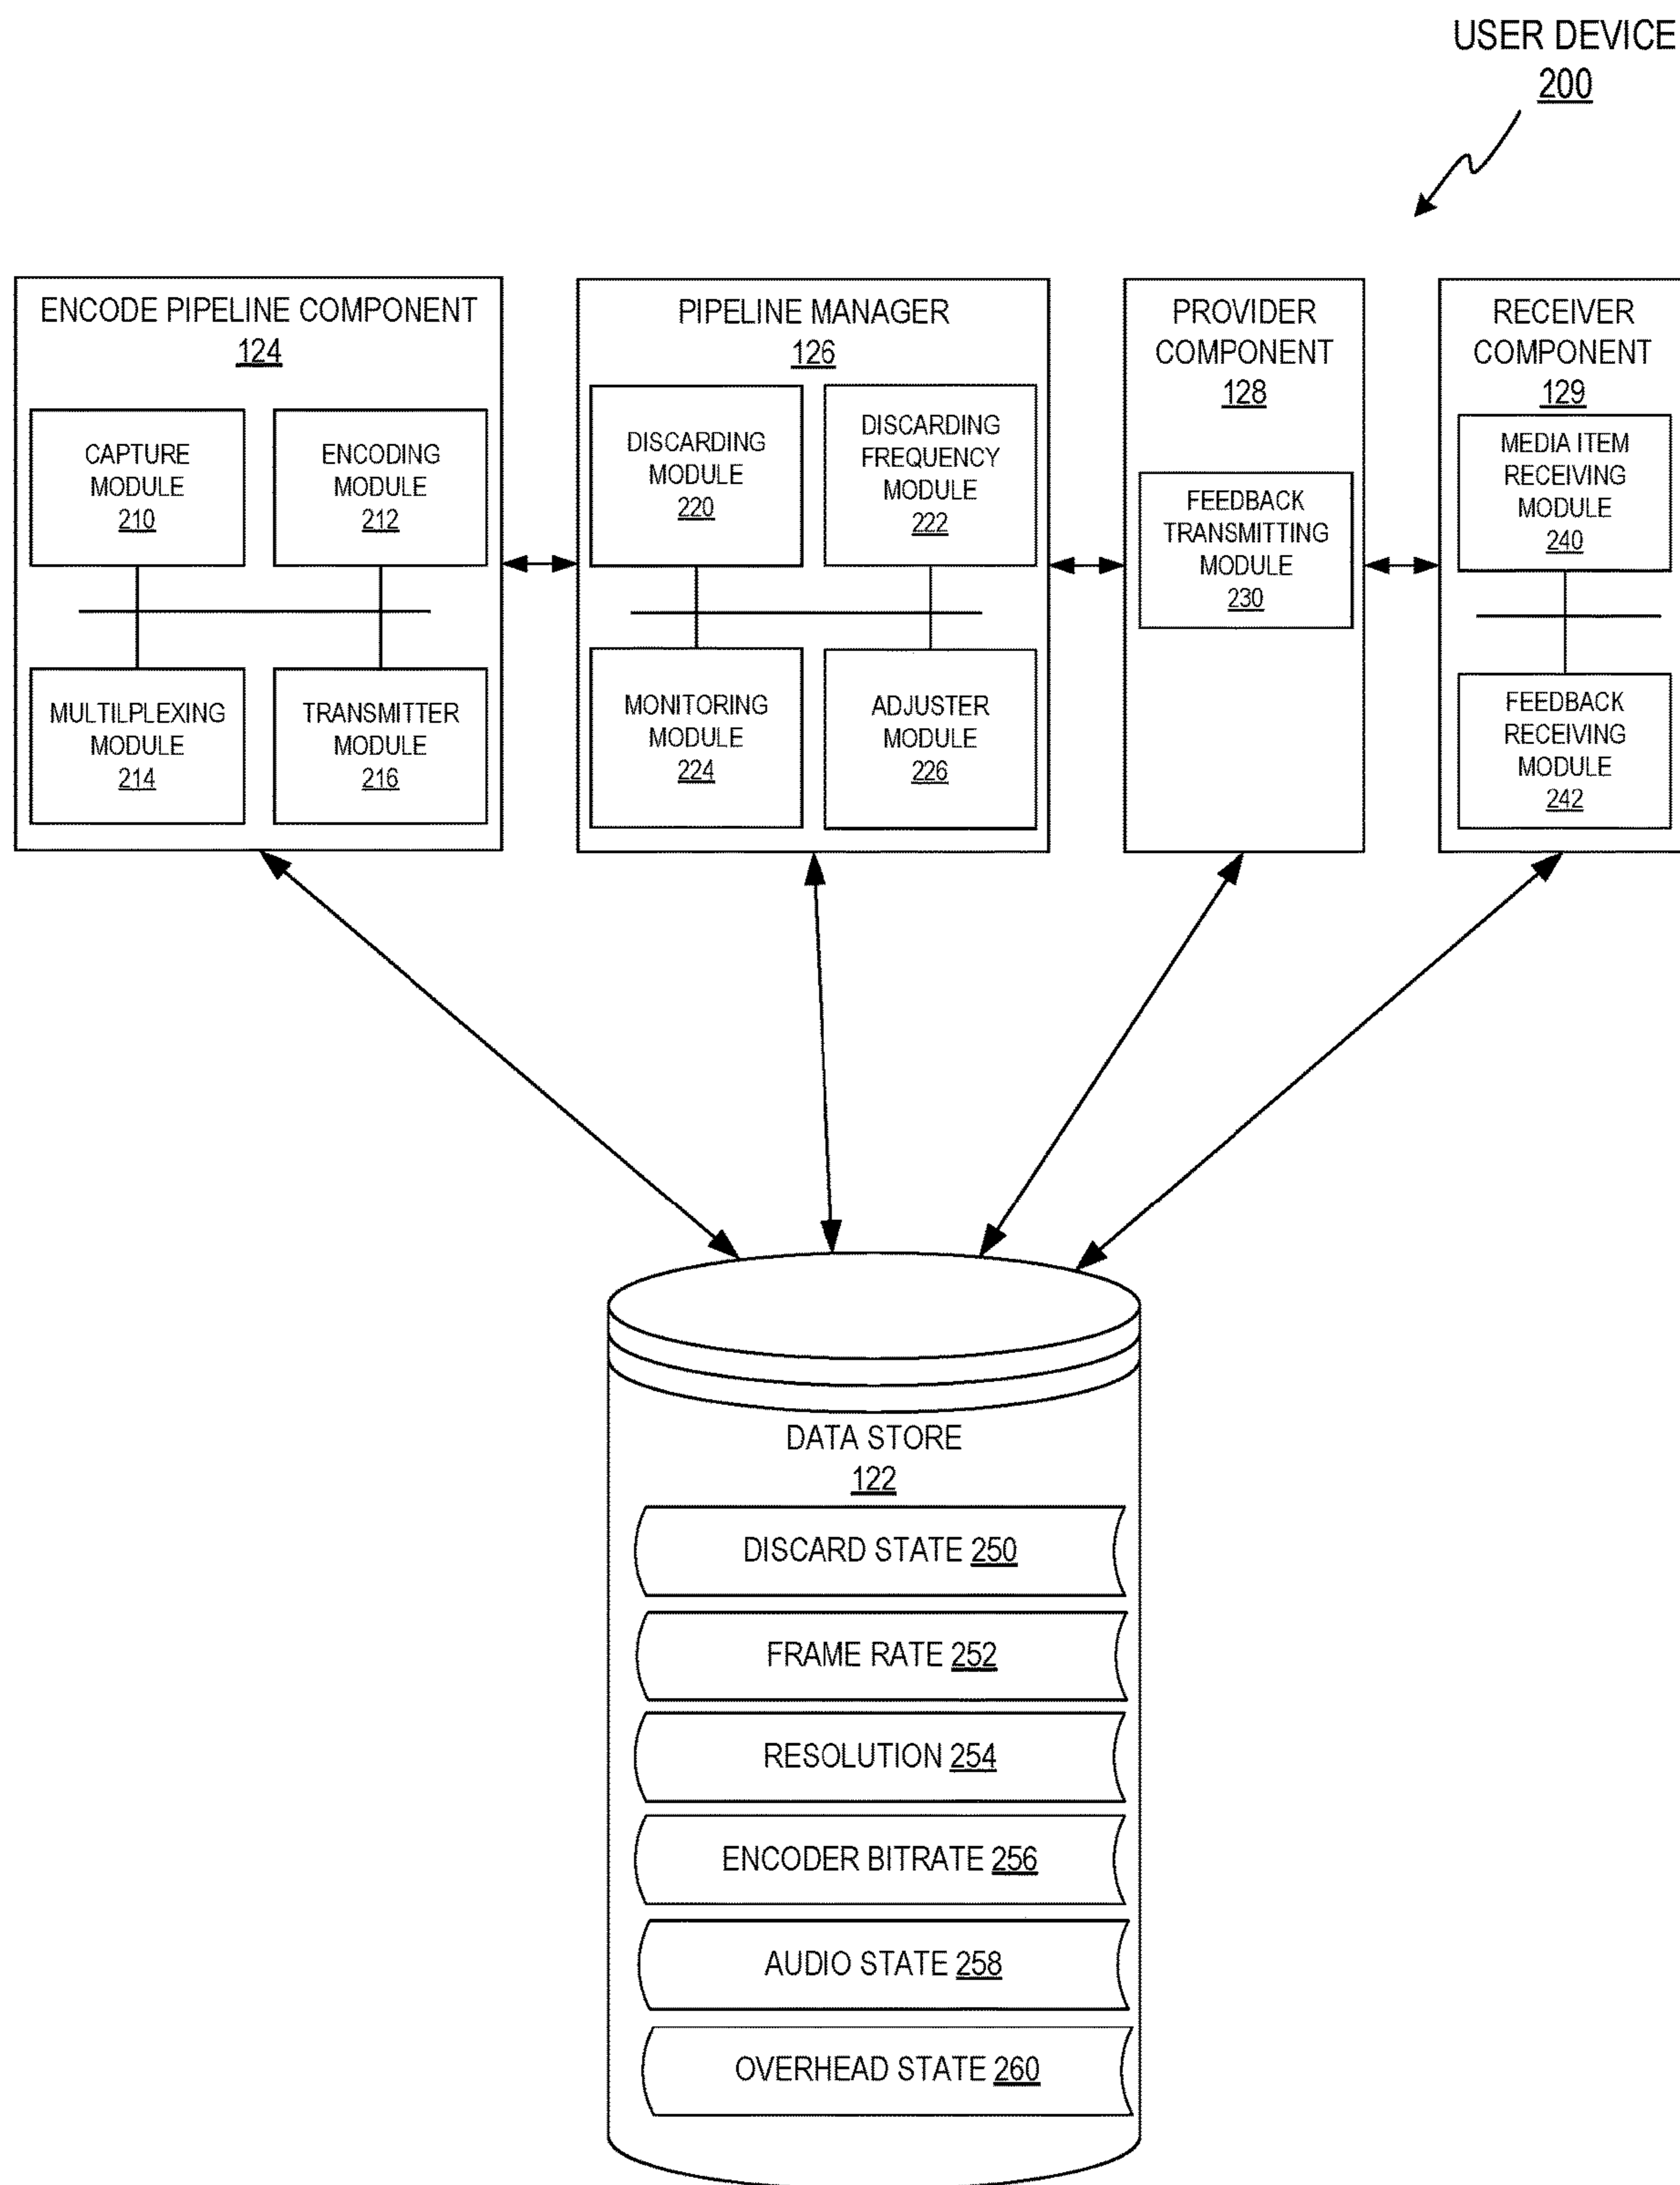 USER DEVICE
200
ENCODE PIPELINE COMPONENT
124
CAPTURE
MODULE
210
ENCODING
MODULE
212
MULTILPLEXING
MODULE
214
TRANSMITTER
MODULE
216
PIPELINE MANAGER
126
DISCARDING
MODULE
220
DISCARDING
FREQUENCY
MODULE
222
MONITORING
MODULE
224
ADJUSTER
MODULE
226
PROVIDER
COMPONENT
128
FEEDBACK
TRANSMITTING
MODULE
230
RECEIVER
COMPONENT
129
MEDIA ITEM
RECEIVING
MODULE
240
FEEDBACK
RECEIVING
MODULE
242
DATA STORE
122
DISCARD STATE 250
FRAME RATE 252
RESOLUTION 254
ENCODER BITRATE 256
AUDIO STATE 258
OVERHEAD STATE 260